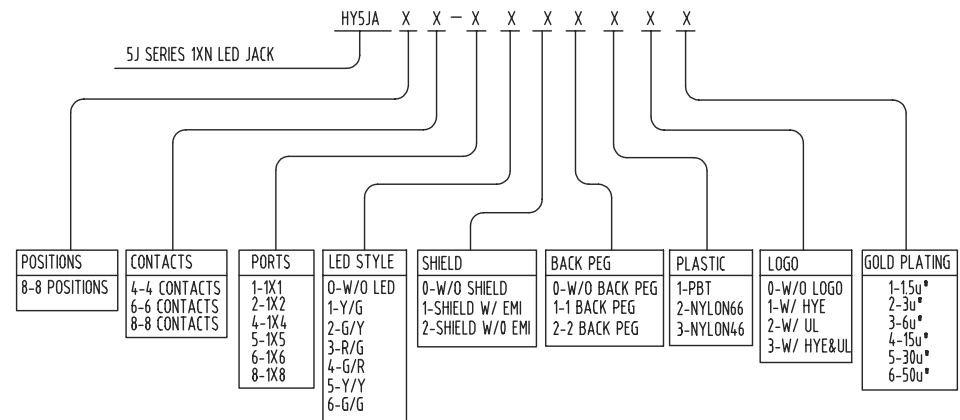 HY5JA X X - X X X X X X X
5J SERIES 1XN LED JACK
POSITIONS
8-8 POSITIONS
CONTACTS
4-4 CONTACTS
6-6 CONTACTS
8-8 CONTACTS
PORTS
1-1X1
2-1X2
4-1X4
5-1X5
6-1X6
8-1X8
LED STYLE
0-W/O LED
1-Y/G
2-G/Y
3-R/G
4-G/R
5-Y/Y
6-G/G
SHIELD
0-W/O SHIELD
1-SHIELD W/ EMI
2-SHIELD W/O EMI
BACK PEG
0-W/O BACK PEG
1-1 BACK PEG
2-2 BACK PEG
PLASTIC
1-PBT
2-NYLON66
3-NYLON46
LOGO
0-W/O LOGO
1-W/ HYE
2-W/ UL
3-W/ HYE&UL
GOLD PLATING
1-1.5u"
2-3u"
3-6u"
4-15u"
5-30u"
6-50u"